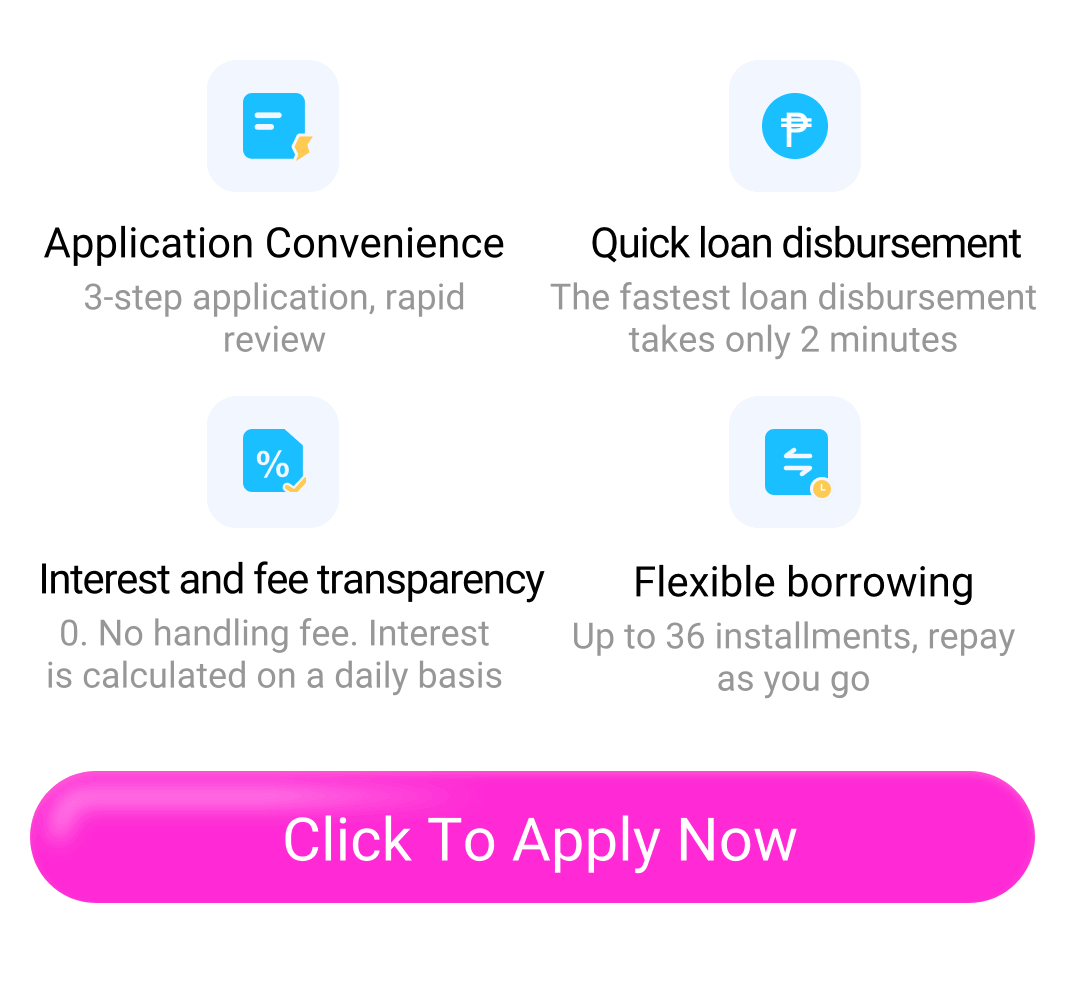 ₱
Application Convenience
3-step application, rapid
review
Quick loan disbursement
The fastest loan disbursement
takes only 2 minutes
%
Interest and fee transparency
0. No handling fee. Interest
is calculated on a daily basis
Flexible borrowing
Up to 36 installments, repay
as you go
Click To Apply Now